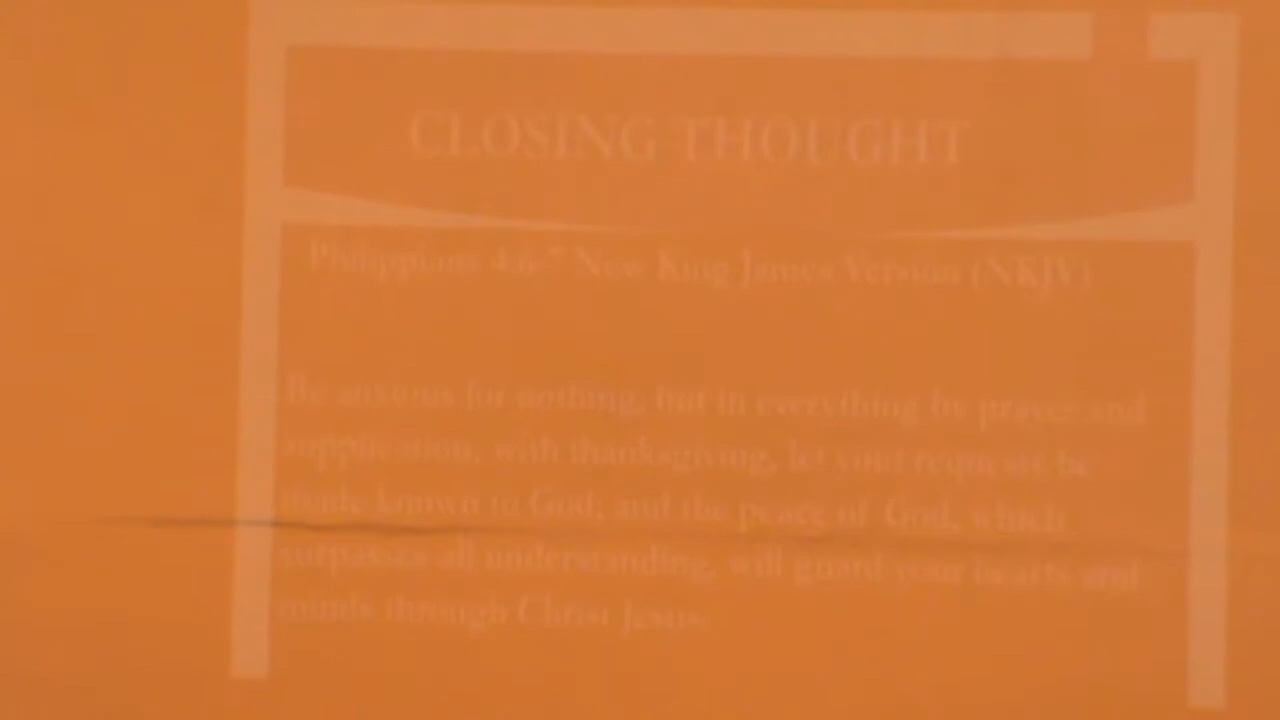 CLOSING THOUGHT
Philippians 4:6-7 New King James Version (NKJV)
Be anxious for nothing, but in everything by prayer and
supplication, with thanksgiving, let your requests be
made known to God; and the peace of God, which
surpasses all understanding, will guard your hearts and
minds through Christ Jesus.